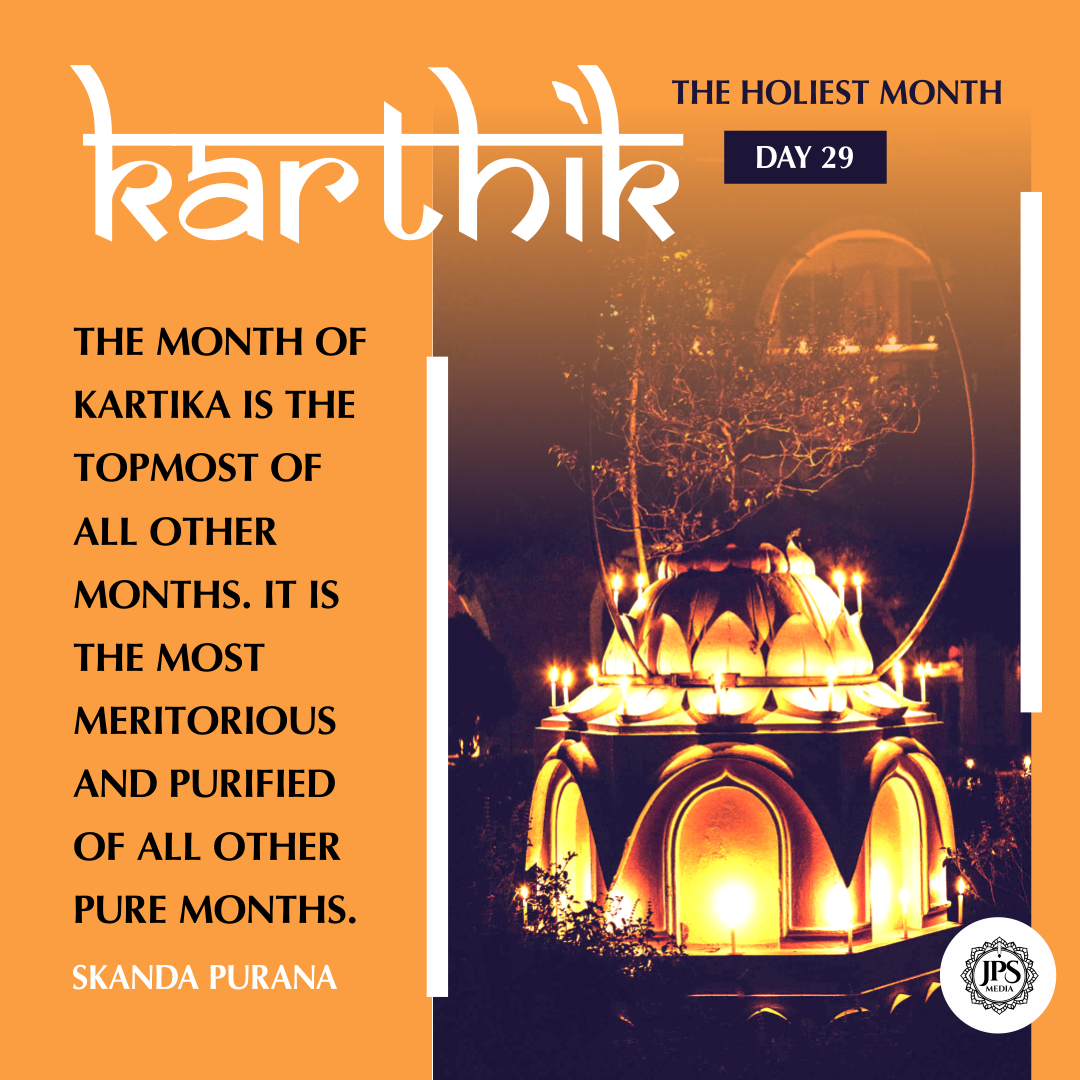 karthik
THE HOLIEST MONTH
DAY 29
THE MONTH OF
KARTIKA IS THE
TOPMOST OF
ALL OTHER
MONTHS. IT IS
THE MOST
MERITORIOUS
AND PURIFIED
OF ALL OTHER
PURE MONTHS.
SKANDA PURANA
JPS
MEDIA